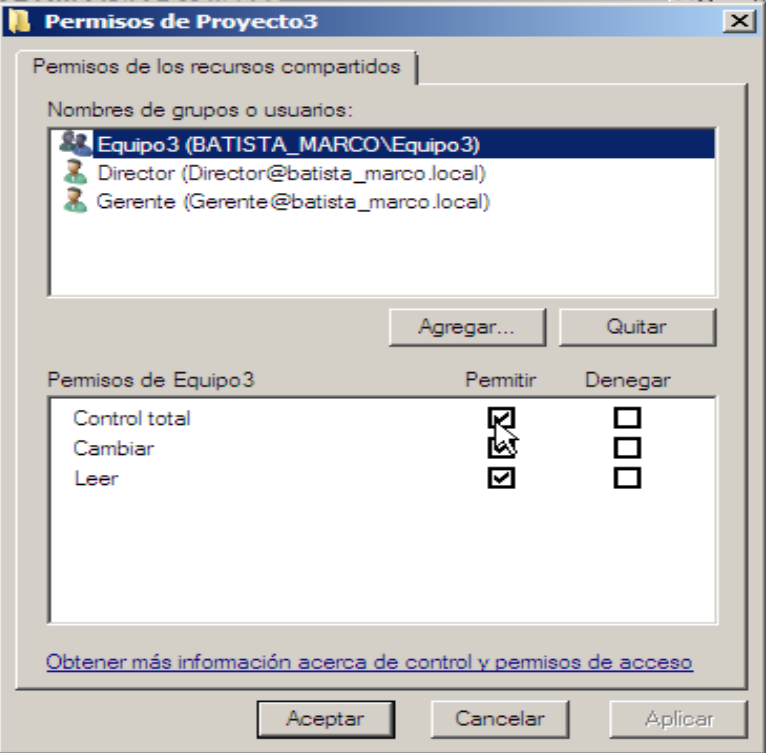 Permisos de Proyecto3
Permisos de los recursos compartidos
Nombres de grupos o usuarios:
Equipo3 (BATISTA_MARCO\Equipo3)
Director (Director@batista_marco.local)
Gerente (Gerente@batista_marco.local)
Agregar... Quitar
Permisos de Equipo3 Permitir Denegar
Control total
Cambiar
Leer
Obtener más información acerca de control y permisos de acceso
Aceptar Cancelar Aplicar